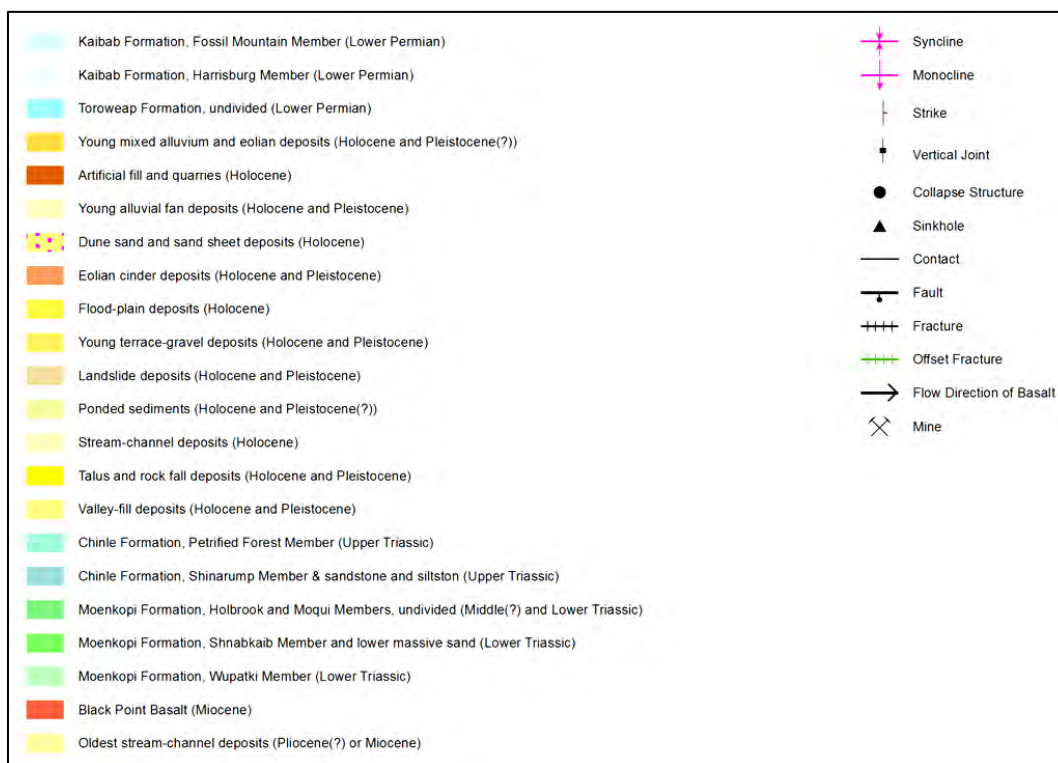 Kaibab Formation, Fossil Mountain Member (Lower Permian)
Kaibab Formation, Harrisburg Member (Lower Permian)
Toroweap Formation, undivided (Lower Permian)
Young mixed alluvium and eolian deposits (Holocene and Pleistocene(?))
Artificial fill and quarries (Holocene)
Young alluvial fan deposits (Holocene and Pleistocene)
Dune sand and sand sheet deposits (Holocene)
Eolian cinder deposits (Holocene and Pleistocene)
Flood-plain deposits (Holocene)
Young terrace-gravel deposits (Holocene and Pleistocene)
Landslide deposits (Holocene and Pleistocene)
Ponded sediments (Holocene and Pleistocene(?))
Stream-channel deposits (Holocene)
Talus and rock fall deposits (Holocene and Pleistocene)
Valley-fill deposits (Holocene and Pleistocene)
Chinle Formation, Petrified Forest Member (Upper Triassic)
Chinle Formation, Shinarump Member & sandstone and siltston (Upper Triassic)
Moenkopi Formation, Holbrook and Moqui Members, undivided (Middle(?) and Lower Triassic)
Moenkopi Formation, Shnabkaib Member and lower massive sand (Lower Triassic)
Moenkopi Formation, Wupatki Member (Lower Triassic)
Black Point Basalt (Miocene)
Oldest stream-channel deposits (Pliocene(?) or Miocene)
Syncline
Monocline
Strike
Vertical Joint
Collapse Structure
Sinkhole
Contact
Fault
Fracture
Offset Fracture
Flow Direction of Basalt
Mine